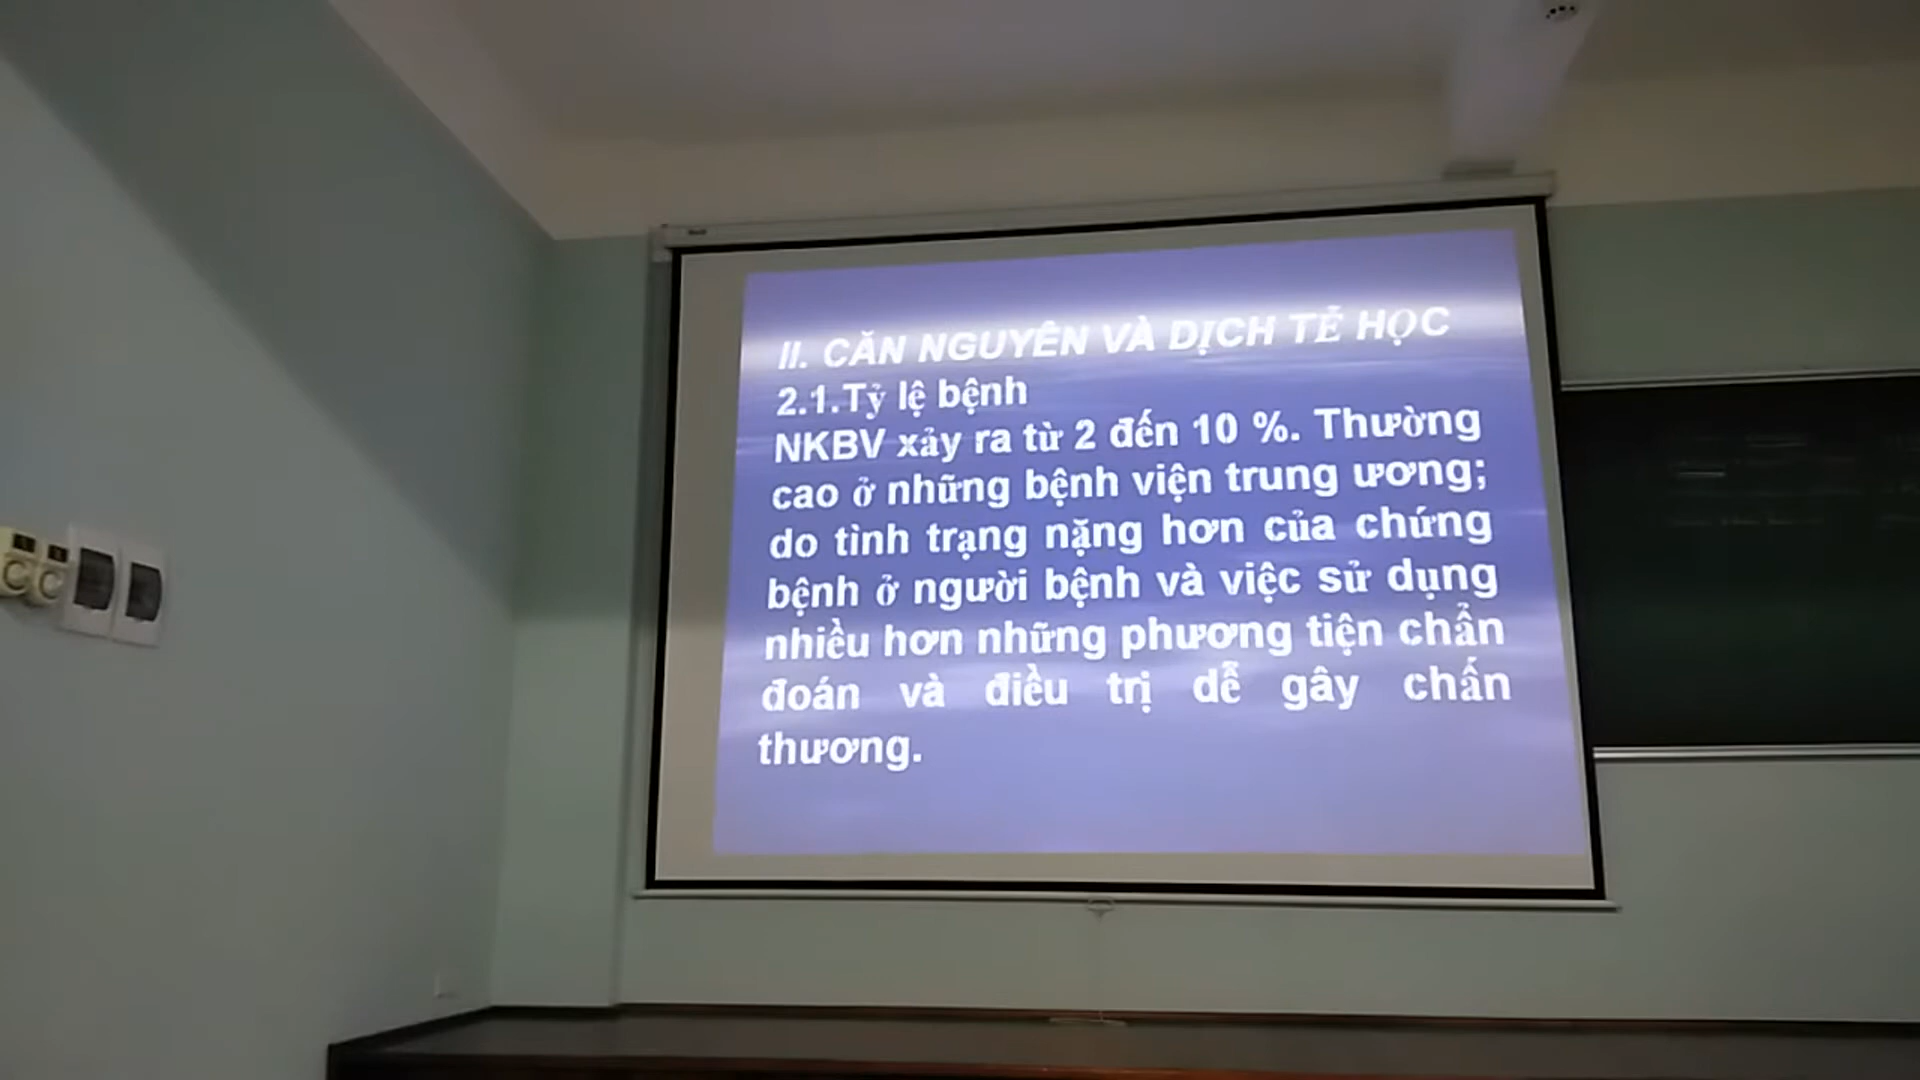 II. CĂN NGUYÊN VÀ DỊCH TỄ HỌC
2.1.Tỷ lệ bệnh
NKBV xảy ra từ 2 đến 10 %. Thường
cao ở những bệnh viện trung ương;
do tình trạng nặng hơn của chứng
bệnh ở người bệnh và việc sử dụng
nhiều hơn những phương tiện chẩn
đoán và điều trị dễ gây chấn
thương.